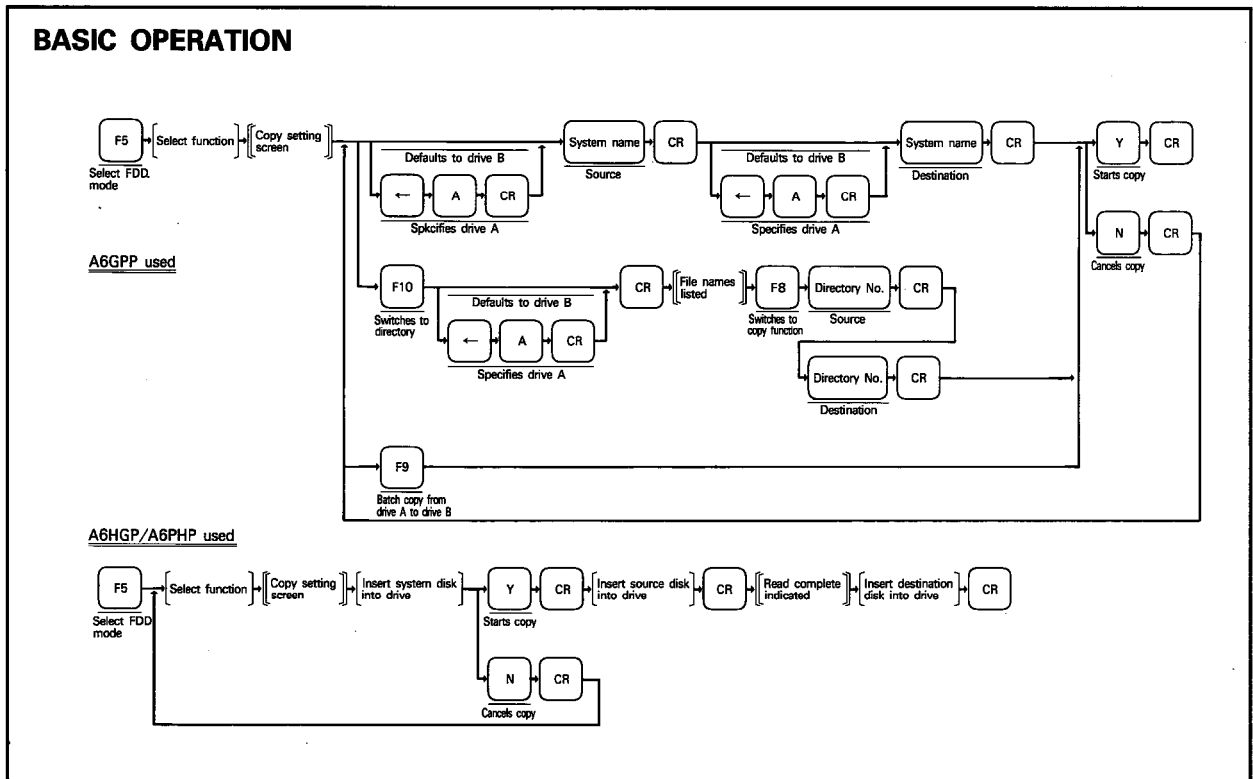 BASIC OPERATION
F5
Select FDD.
mode
Select function
Copy setting
screen
Defaults to drive B
←
A
CR
Spkcifies drive A
System name
Source
CR
Defaults to drive B
←
A
CR
Specifies drive A
System name
Destination
CR
Y
Starts copy
CR
N
Cancels copy
CR
A6GPP used
F10
Switches to
directory
Defaults to drive B
←
A
CR
Specifies drive A
CR
File names
listed
F8
Switches to
copy function
Directory No.
Source
CR
Directory No.
Destination
CR
F9
Batch copy from
drive A to drive B
A6HGP/A6PHP used
F5
Select FDD
mode
Select function
Copy setting
screen
Insert system disk
into drive
Y
Starts copy
CR
Insert source disk
into drive
CR
Read complete
indicated
Insert destination
disk into drive
CR
N
Cancels copy
CR